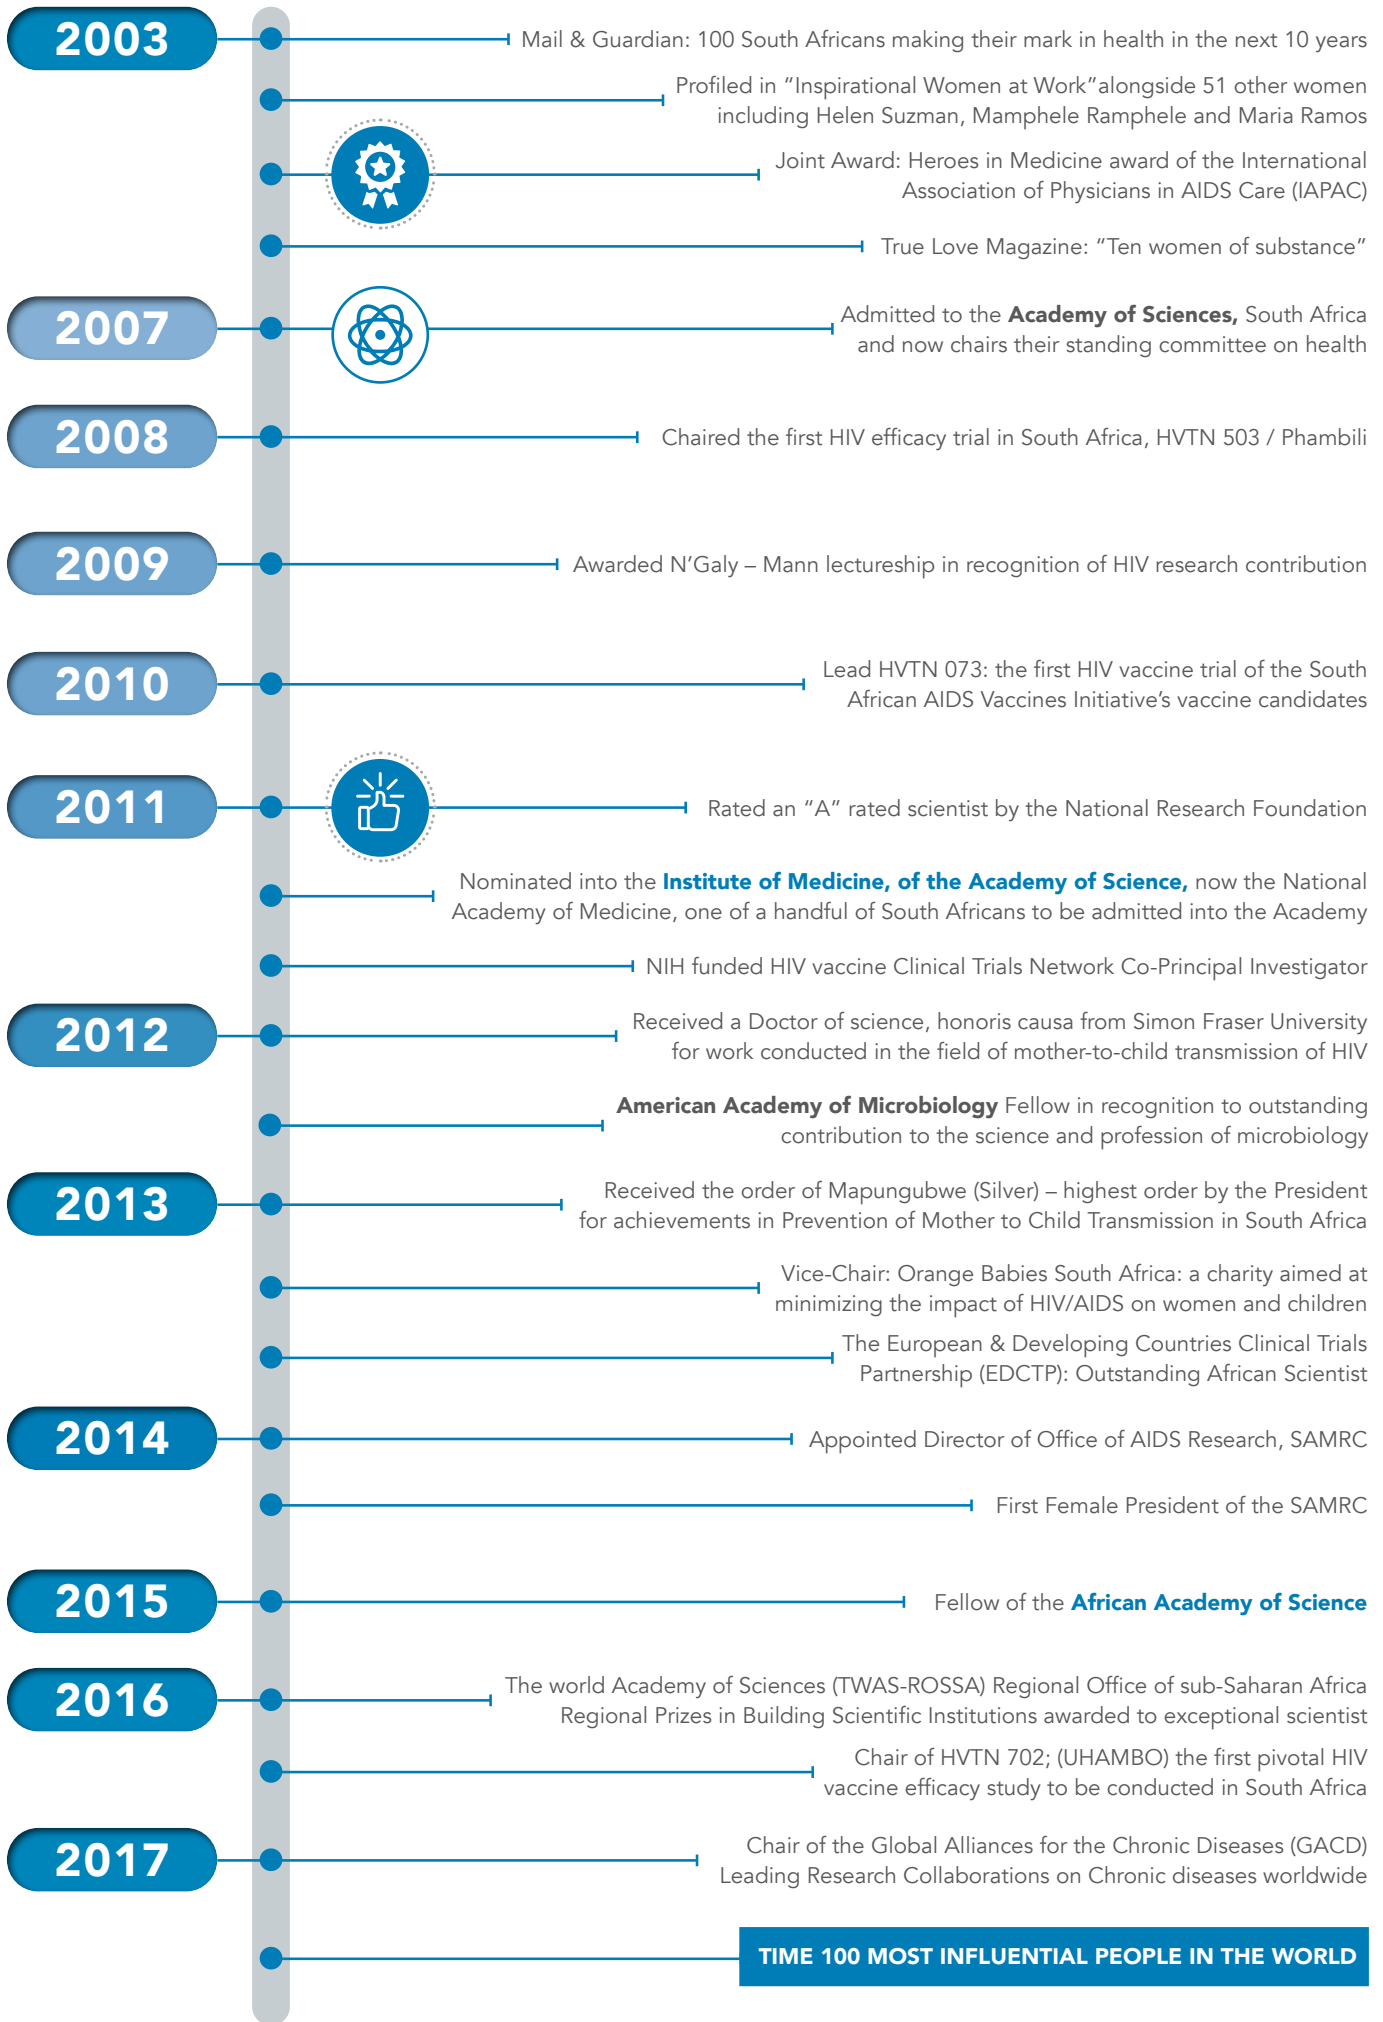 2003
Mail & Guardian: 100 South Africans making their mark in health in the next 10 years
Profiled in “Inspirational Women at Work”alongside 51 other women
including Helen Suzman, Mamphele Ramphele and Maria Ramos
Joint Award: Heroes in Medicine award of the International
Association of Physicians in AIDS Care (IAPAC)
True Love Magazine: “Ten women of substance”
2007
Admitted to the Academy of Sciences, South Africa
and now chairs their standing committee on health
2008
Chaired the first HIV efficacy trial in South Africa, HVTN 503 / Phambili
2009
Awarded N’Galy – Mann lectureship in recognition of HIV research contribution
2010
Lead HVTN 073: the first HIV vaccine trial of the South
African AIDS Vaccines Initiative’s vaccine candidates
2011
Rated an “A” rated scientist by the National Research Foundation
Nominated into the Institute of Medicine, of the Academy of Science, now the National
Academy of Medicine, one of a handful of South Africans to be admitted into the Academy
NIH funded HIV vaccine Clinical Trials Network Co-Principal Investigator
2012
Received a Doctor of science, honoris causa from Simon Fraser University
for work conducted in the field of mother-to-child transmission of HIV
American Academy of Microbiology Fellow in recognition to outstanding
contribution to the science and profession of microbiology
2013
Received the order of Mapungubwe (Silver) – highest order by the President
for achievements in Prevention of Mother to Child Transmission in South Africa
Vice-Chair: Orange Babies South Africa: a charity aimed at
minimizing the impact of HIV/AIDS on women and children
The European & Developing Countries Clinical Trials
Partnership (EDCTP): Outstanding African Scientist
2014
Appointed Director of Office of AIDS Research, SAMRC
First Female President of the SAMRC
2015
Fellow of the African Academy of Science
2016
The world Academy of Sciences (TWAS-ROSSA) Regional Office of sub-Saharan Africa
Regional Prizes in Building Scientific Institutions awarded to exceptional scientist
Chair of HVTN 702; (UHAMBO) the first pivotal HIV
vaccine efficacy study to be conducted in South Africa
2017
Chair of the Global Alliances for the Chronic Diseases (GACD)
Leading Research Collaborations on Chronic diseases worldwide
TIME 100 MOST INFLUENTIAL PEOPLE IN THE WORLD